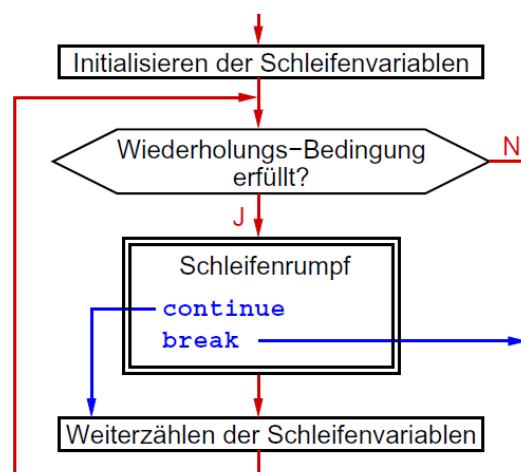 Initialisieren der Schleifenvariablen
Wiederholungs-Bedingung
erfüllt?
N
J
Schleifenrumpf
continue
break
Weiterzählen der Schleifenvariablen